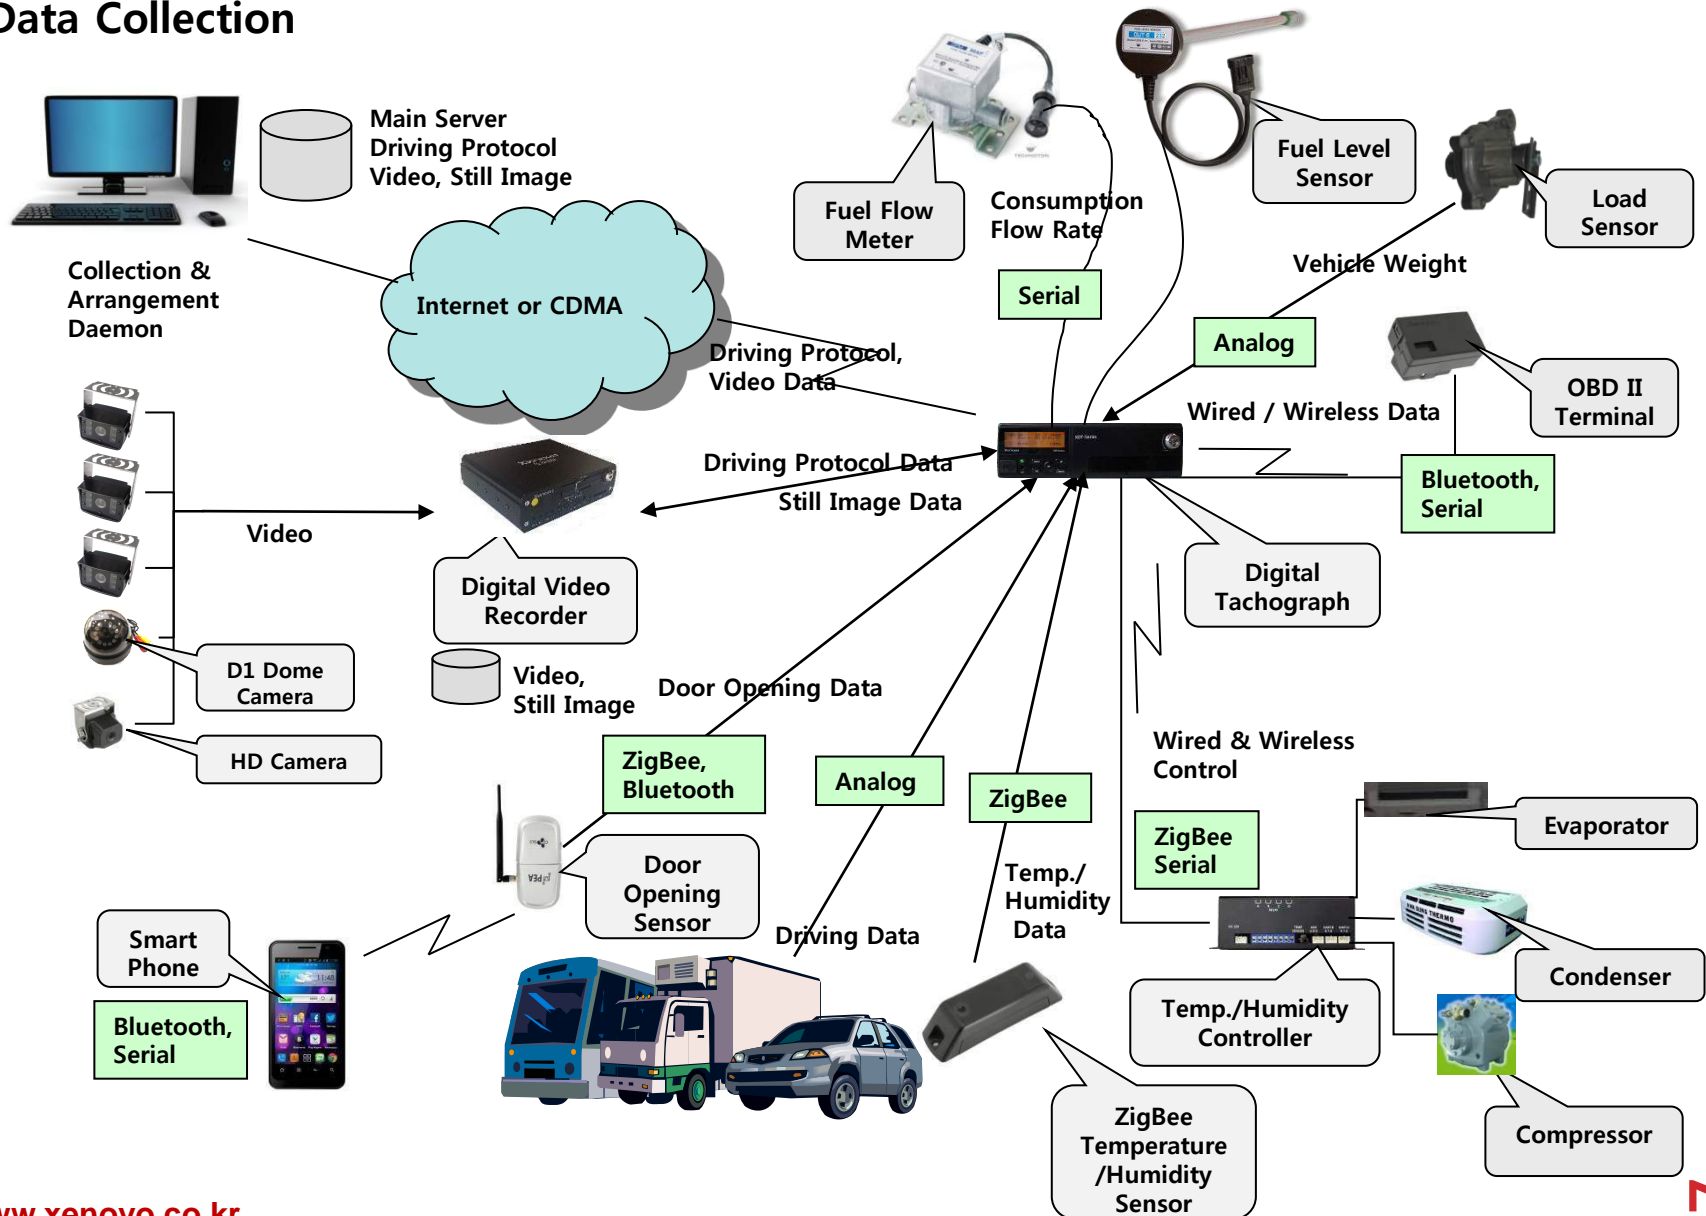 Data Collection
Main Server
Driving Protocol
Video, Still Image
Collection &
Arrangement
Daemon
Internet or CDMA
Driving Protocol,
Video Data
Fuel Flow
Meter
Consumption
Flow Rate
Serial
Fuel Level
Sensor
Load
Sensor
Vehicle Weight
Analog
OBD II
Terminal
Wired / Wireless Data
Bluetooth,
Serial
Driving Protocol Data
Still Image Data
Video
Digital Video
Recorder
Digital
Tachograph
D1 Dome
Camera
HD Camera
Video,
Still Image
Door Opening Data
ZigBee,
Bluetooth
Analog
ZigBee
Wired & Wireless
Control
ZigBee
Serial
Evaporator
Door
Opening
Sensor
Temp./
Humidity
Data
Driving Data
Smart
Phone
Bluetooth,
Serial
Condenser
Temp./Humidity
Controller
Compressor
ZigBee
Temperature
/Humidity
Sensor
www.xenovo.co.kr